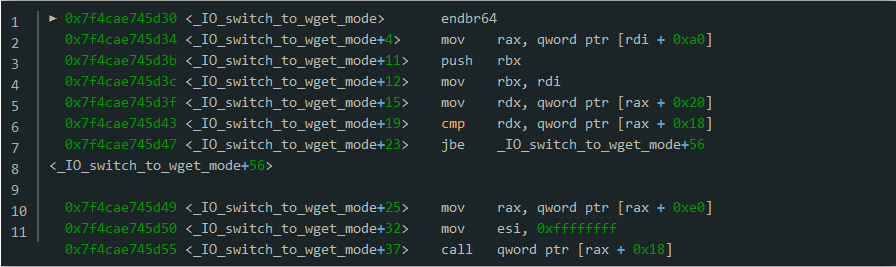 1 ► 0x7f4cae745d30 <_IO_switch_to_wget_mode> endbr64
2 0x7f4cae745d34 <_IO_switch_to_wget_mode+4> mov rax, qword ptr [rdi + 0xa0]
3 0x7f4cae745d3b <_IO_switch_to_wget_mode+11> push rbx
4 0x7f4cae745d3c <_IO_switch_to_wget_mode+12> mov rbx, rdi
5 0x7f4cae745d3f <_IO_switch_to_wget_mode+15> mov rdx, qword ptr [rax + 0x20]
6 0x7f4cae745d43 <_IO_switch_to_wget_mode+19> cmp rdx, qword ptr [rax + 0x18]
7 0x7f4cae745d47 <_IO_switch_to_wget_mode+23> jbe _IO_switch_to_wget_mode+56
8 <_IO_switch_to_wget_mode+56>
9
10 0x7f4cae745d49 <_IO_switch_to_wget_mode+25> mov rax, qword ptr [rax + 0xe0]
11 0x7f4cae745d50 <_IO_switch_to_wget_mode+32> mov esi, 0xffffffff
0x7f4cae745d55 <_IO_switch_to_wget_mode+37> call qword ptr [rax + 0x18]